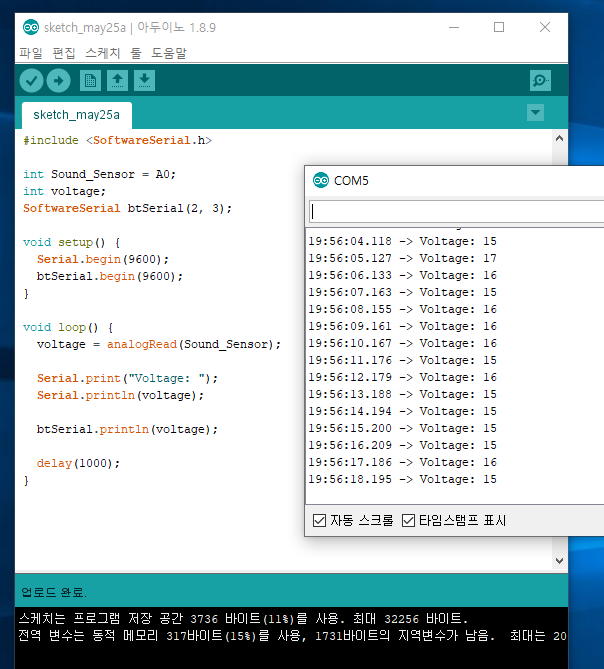 sketch_may25a | 아두이노 1.8.9
파일 편집 스케치 툴 도움말
sketch_may25a
#include <SoftwareSerial.h>
int Sound_Sensor = A0;
int voltage;
SoftwareSerial btSerial(2, 3);
void setup() {
Serial.begin(9600);
btSerial.begin(9600);
}
void loop() {
voltage = analogRead(Sound_Sensor);
Serial.print("Voltage: ");
Serial.println(voltage);
btSerial.println(voltage);
delay(1000);
}
COM5
19:56:04.118 -> Voltage: 15
19:56:05.127 -> Voltage: 17
19:56:06.133 -> Voltage: 16
19:56:07.163 -> Voltage: 15
19:56:08.155 -> Voltage: 16
19:56:09.161 -> Voltage: 16
19:56:10.167 -> Voltage: 16
19:56:11.176 -> Voltage: 15
19:56:12.179 -> Voltage: 16
19:56:13.188 -> Voltage: 15
19:56:14.194 -> Voltage: 15
19:56:15.200 -> Voltage: 15
19:56:16.209 -> Voltage: 15
19:56:17.186 -> Voltage: 16
19:56:18.195 -> Voltage: 15
자동 스크롤 타임스탬프 표시
업로드 완료.
스케치는 프로그램 저장 공간 3736 바이트(11%)를 사용. 최대 32256 바이트.
전역 변수는 동적 메모리 317바이트(15%)를 사용, 1731바이트의 지역변수가 남음. 최대는 20